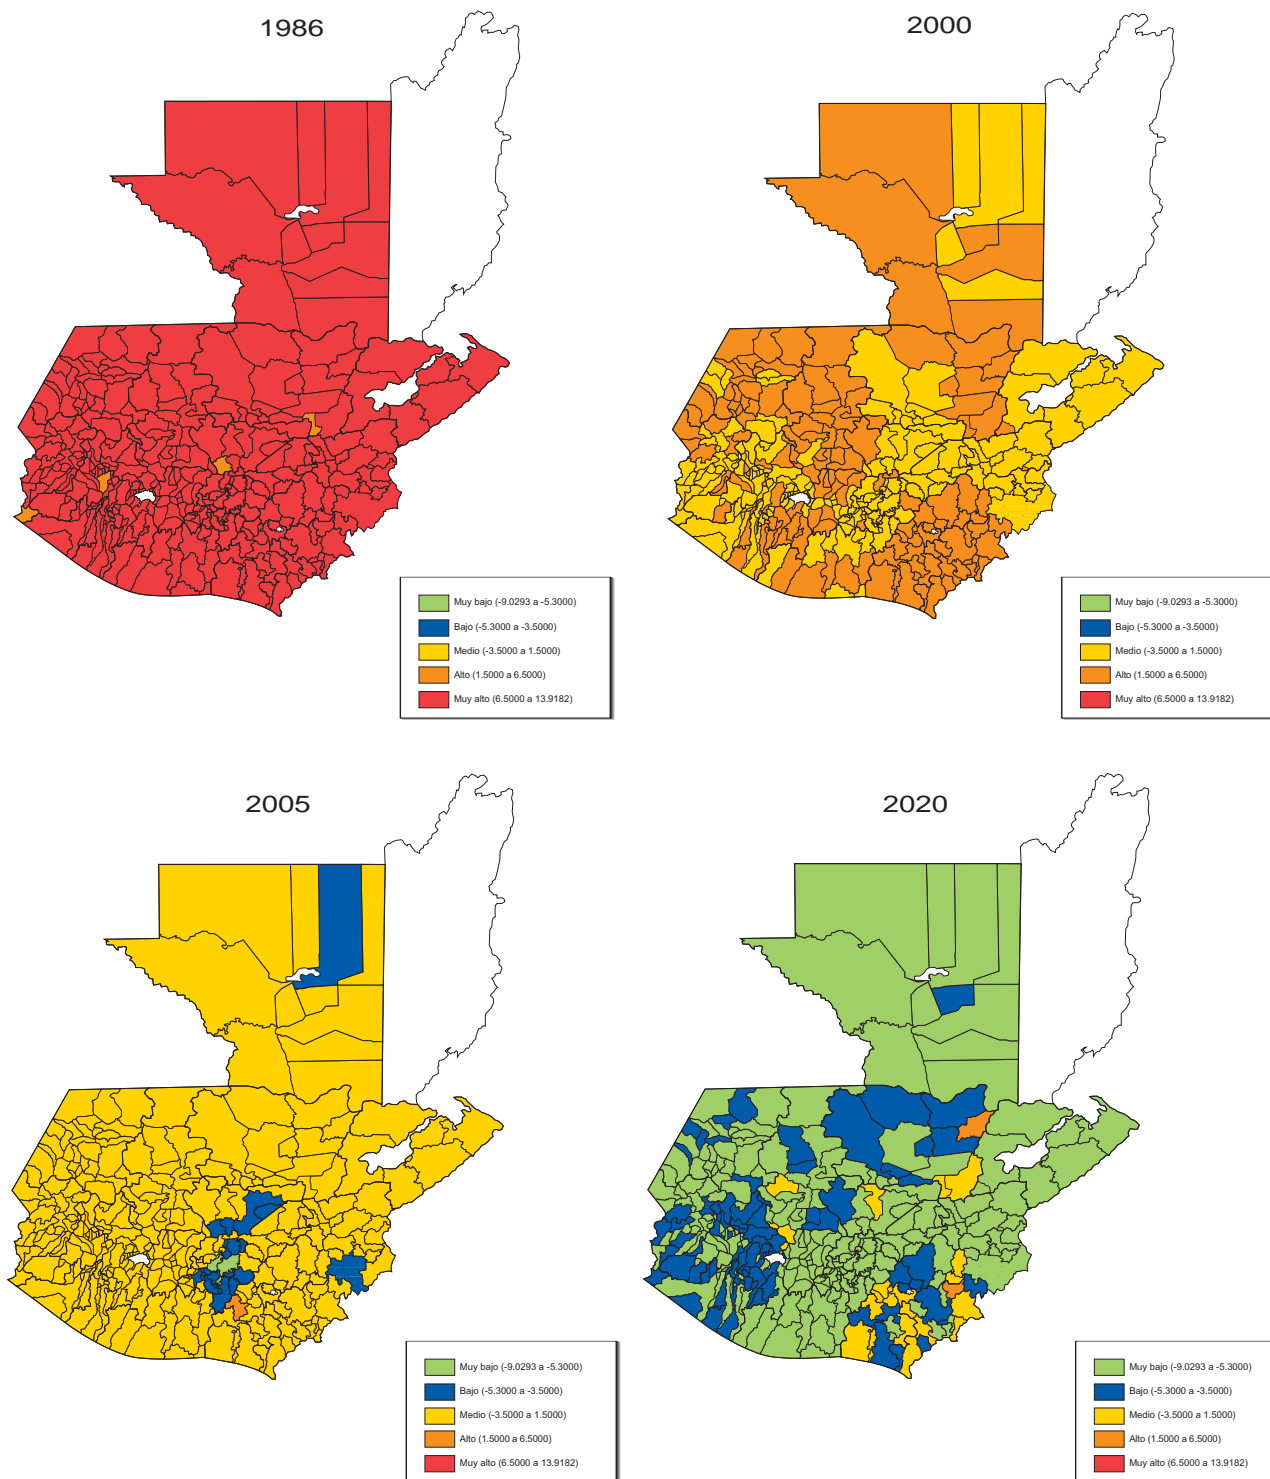 1986
2000
Muy bajo (-9.0293 a -5.3000)
Bajo (-5.3000 a -3.5000)
Medio (-3.5000 a 1.5000)
Alto (1.5000 a 6.5000)
Muy alto (6.5000 a 13.9182)
Muy bajo (-9.0293 a -5.3000)
Bajo (-5.3000 a -3.5000)
Medio (-3.5000 a 1.5000)
Alto (1.5000 a 6.5000)
Muy alto (6.5000 a 13.9182)
2005
2020
Muy bajo (-9.0293 a -5.3000)
Bajo (-5.3000 a -3.5000)
Medio (-3.5000 a 1.5000)
Alto (1.5000 a 6.5000)
Muy alto (6.5000 a 13.9182)
Muy bajo (-9.0293 a -5.3000)
Bajo (-5.3000 a -3.5000)
Medio (-3.5000 a 1.5000)
Alto (1.5000 a 6.5000)
Muy alto (6.5000 a 13.9182)